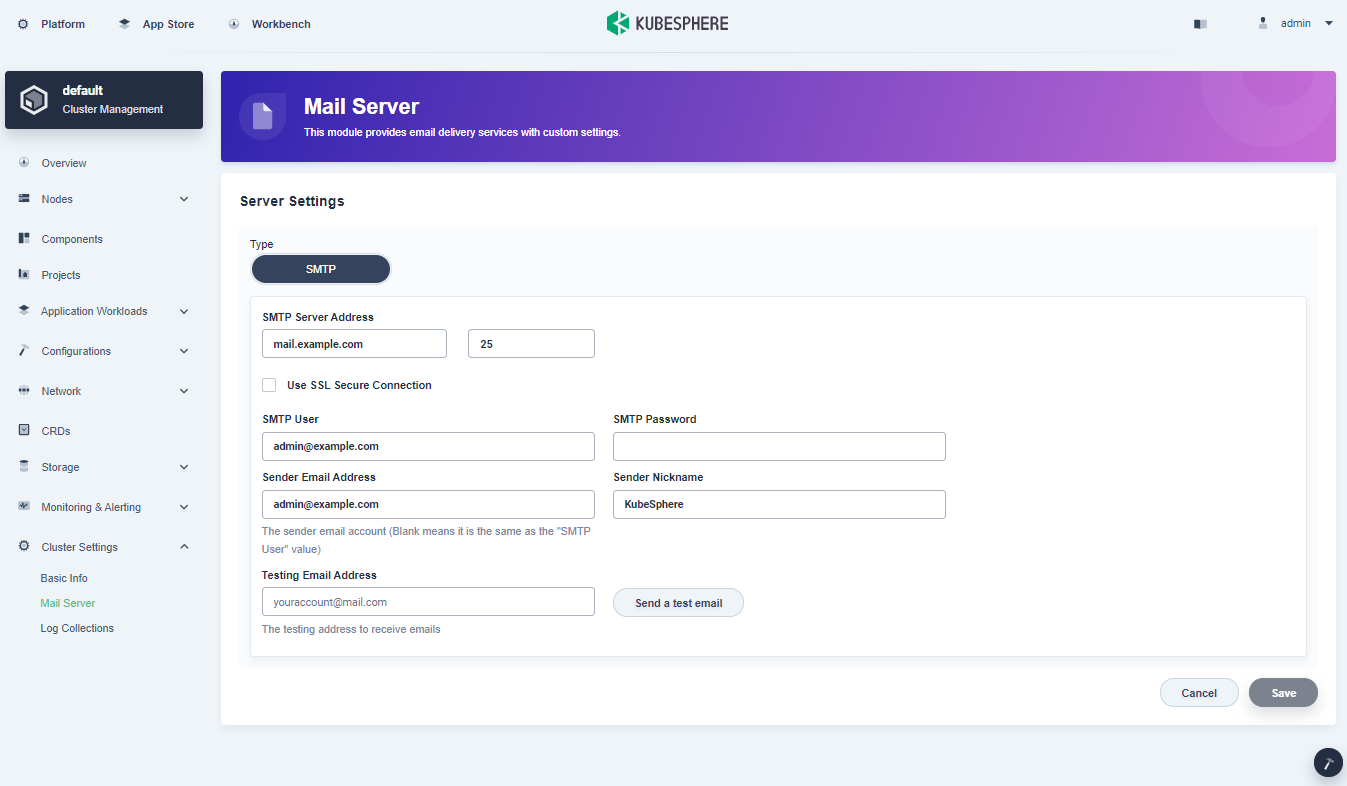 Platform
App Store
Workbench
KUBESPHERE
admin
default
Cluster Management
Overview
Nodes
Components
Projects
Application Workloads
Configurations
Network
CRDs
Storage
Monitoring & Alerting
Cluster Settings
Basic Info
Mail Server
Log Collections
Mail Server
This module provides email delivery services with custom settings.
Server Settings
Type
SMTP
SMTP Server Address
mail.example.com
25
Use SSL Secure Connection
SMTP User
SMTP Password
admin@example.com
Sender Email Address
Sender Nickname
admin@example.com
KubeSphere
The sender email account (Blank means it is the same as the "SMTP
User" value)
Testing Email Address
youraccount@mail.com
Send a test email
The testing address to receive emails
Cancel
Save